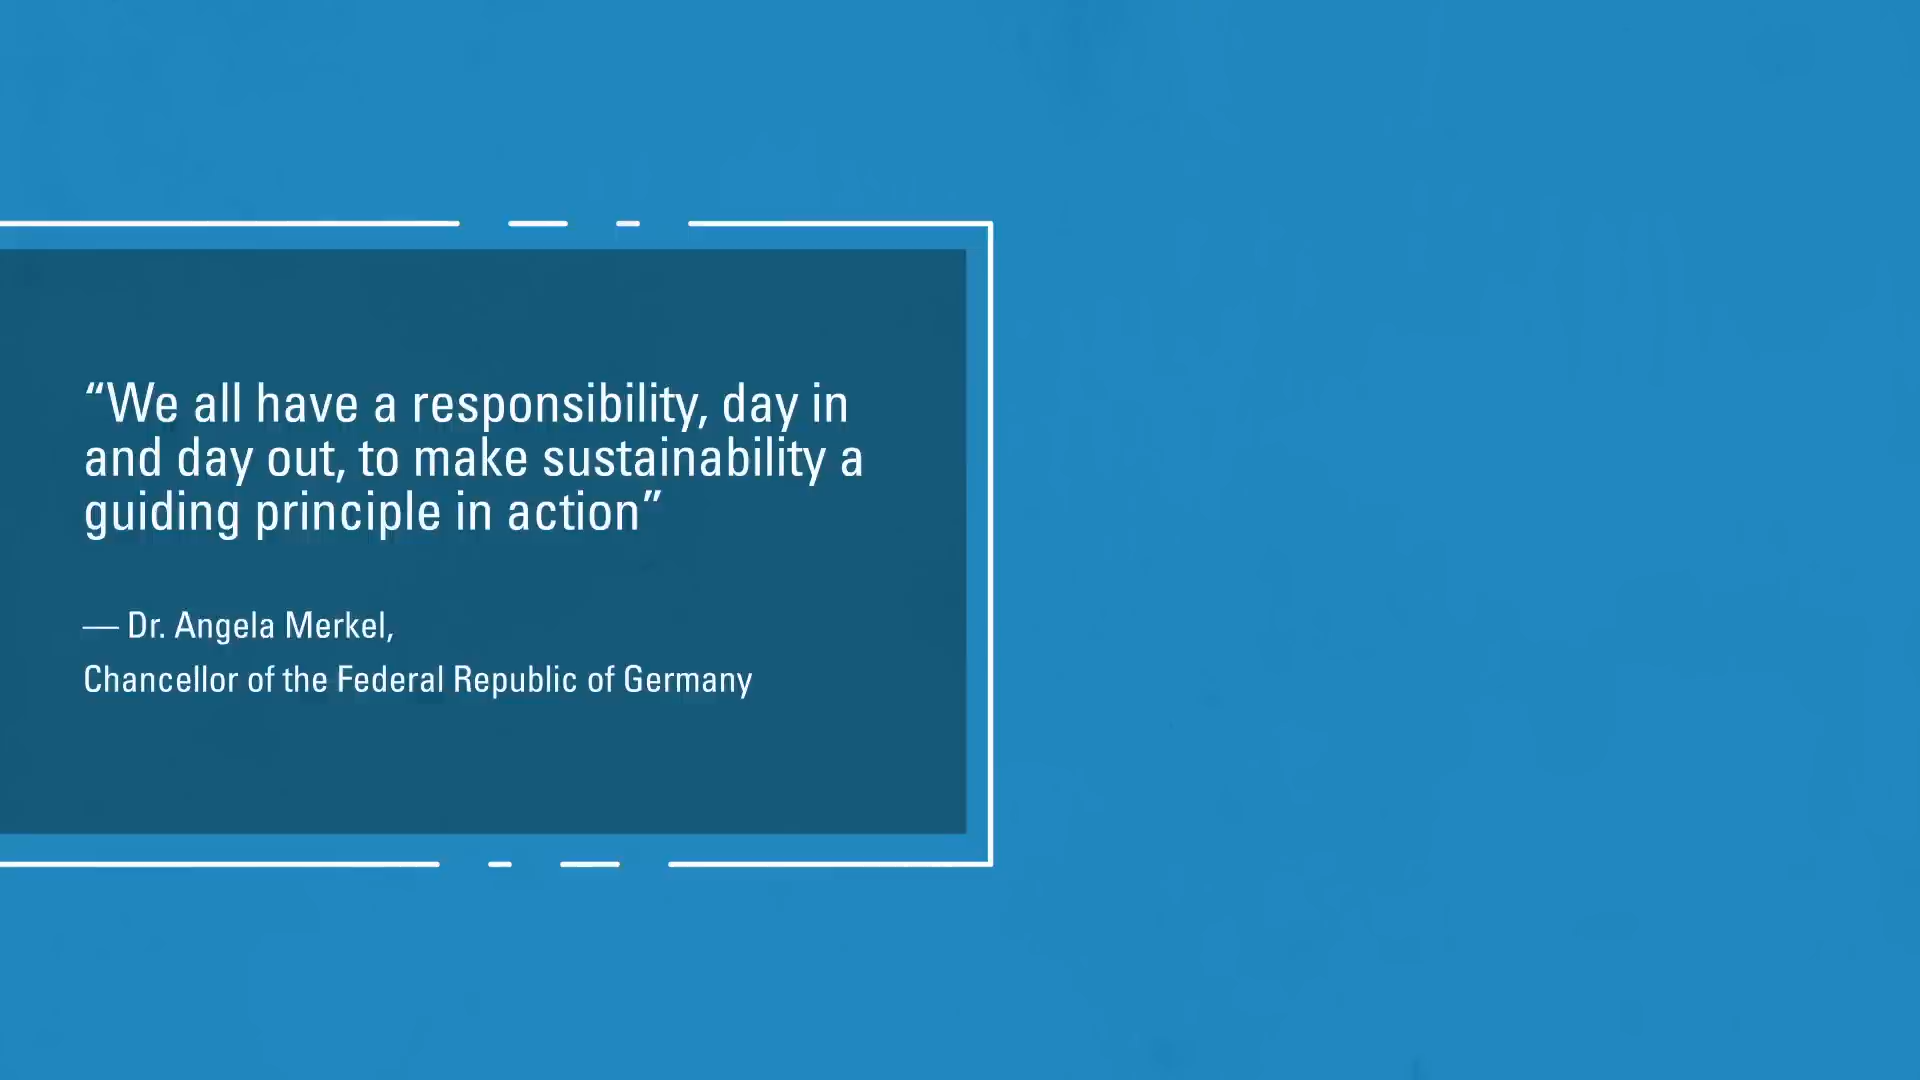 “We all have a responsibility, day in
and day out, to make sustainability a
guiding principle in action”
— Dr. Angela Merkel,
Chancellor of the Federal Republic of Germany